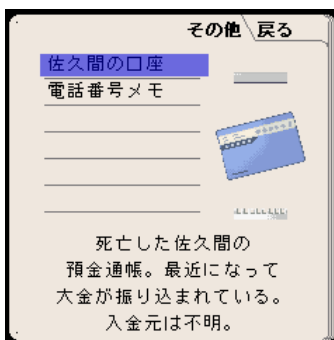 その他 戻る
佐久間の口座
電話番号メモ
死亡した佐久間の
預金通帳。最近になって
大金が振り込まれている。
入金元は不明。